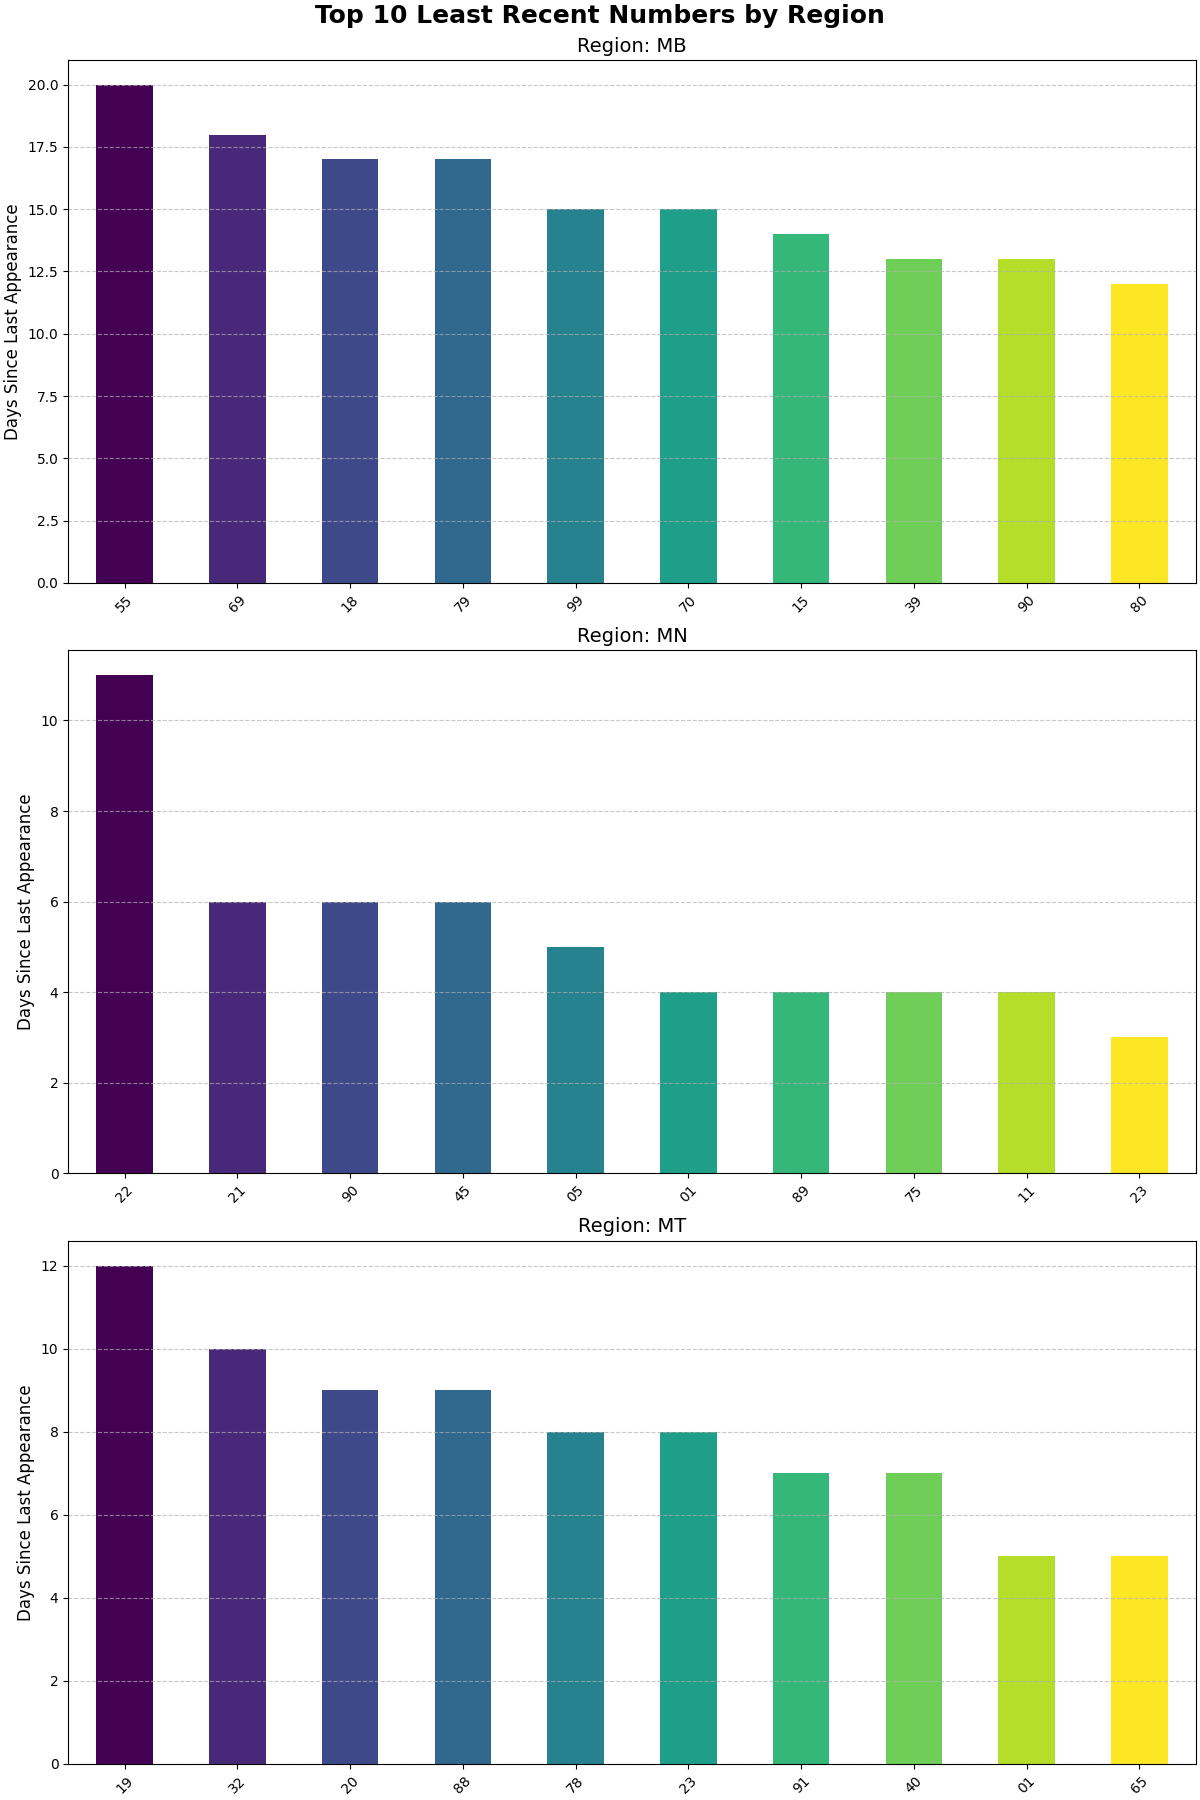 Top 10 Least Recent Numbers by Region
Region: MB
Days Since Last Appearance
20.0
17.5
15.0
12.5
10.0
7.5
5.0
2.5
0.0
55 69 18 79 99 70 15 39 90 80
Region: MN
Days Since Last Appearance
10
8
6
4
2
0
22 21 90 45 05 01 89 75 11 23
Region: MT
Days Since Last Appearance
12
10
8
6
4
2
0
19 32 20 88 78 23 91 40 01 65